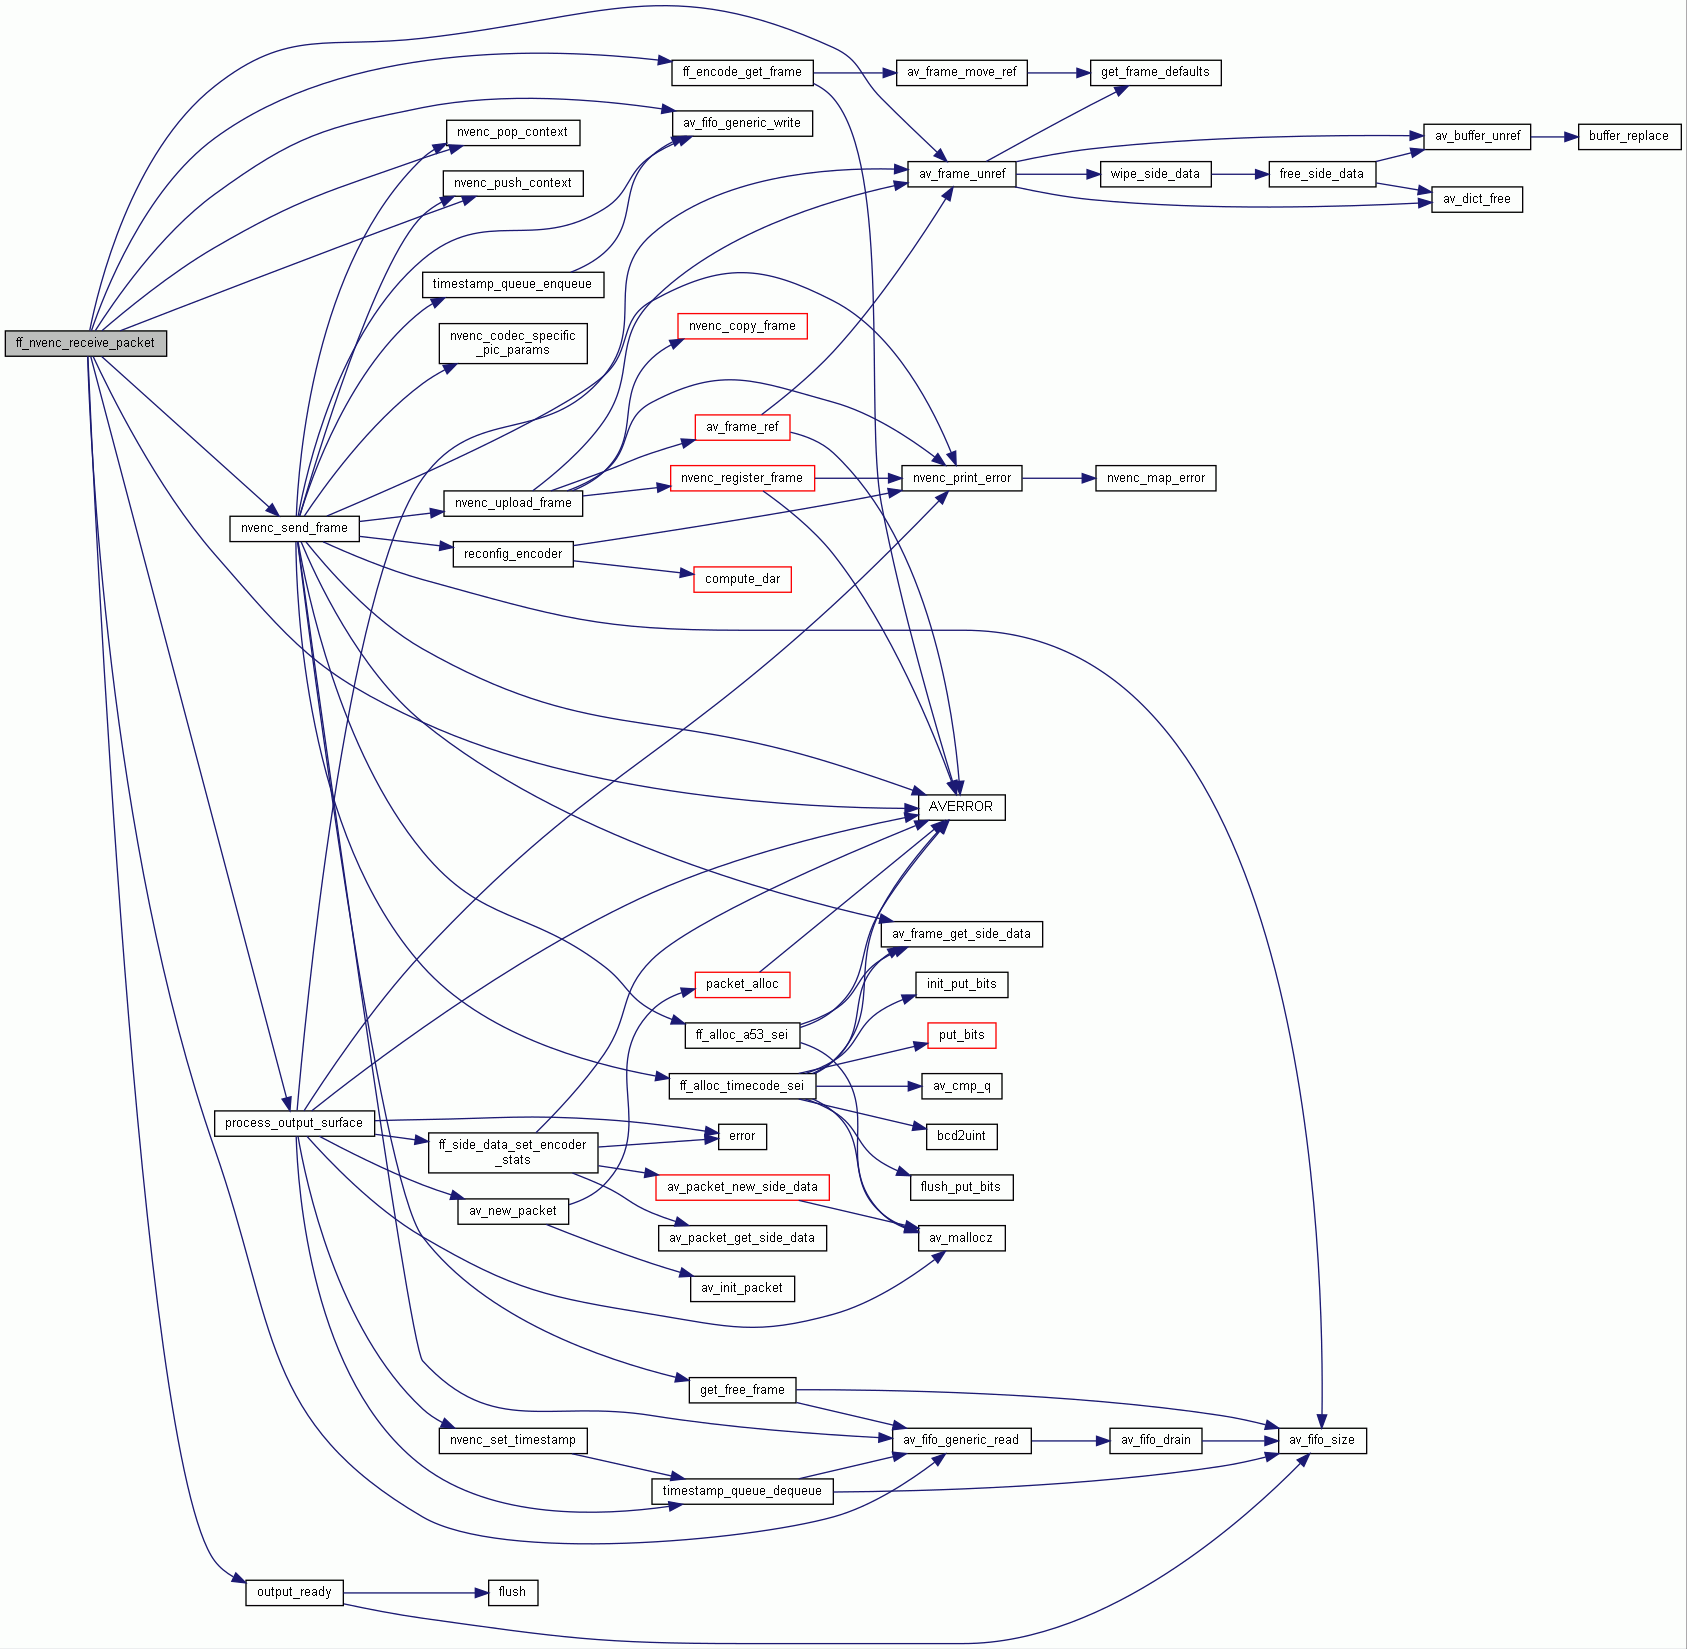 ff_encode_get_frame
av_frame_move_ref
get_frame_defaults
av_fifo_generic_write
nvenc_pop_context
av_buffer_unref
buffer_replace
av_frame_unref
wipe_side_data
free_side_data
nvenc_push_context
av_dict_free
timestamp_queue_enqueue
nvenc_copy_frame
ff_nvenc_receive_packet
nvenc_codec_specific
_pic_params
av_frame_ref
nvenc_register_frame
nvenc_print_error
nvenc_map_error
nvenc_upload_frame
nvenc_send_frame
reconfig_encoder
compute_dar
AVERROR
av_frame_get_side_data
packet_alloc
init_put_bits
ff_alloc_a53_sei
put_bits
ff_alloc_timecode_sei
av_cmp_q
process_output_surface
error
bcd2uint
ff_side_data_set_encoder
_stats
av_packet_new_side_data
flush_put_bits
av_new_packet
av_packet_get_side_data
av_mallocz
av_init_packet
get_free_frame
nvenc_set_timestamp
av_fifo_generic_read
av_fifo_drain
av_fifo_size
timestamp_queue_dequeue
output_ready
flush